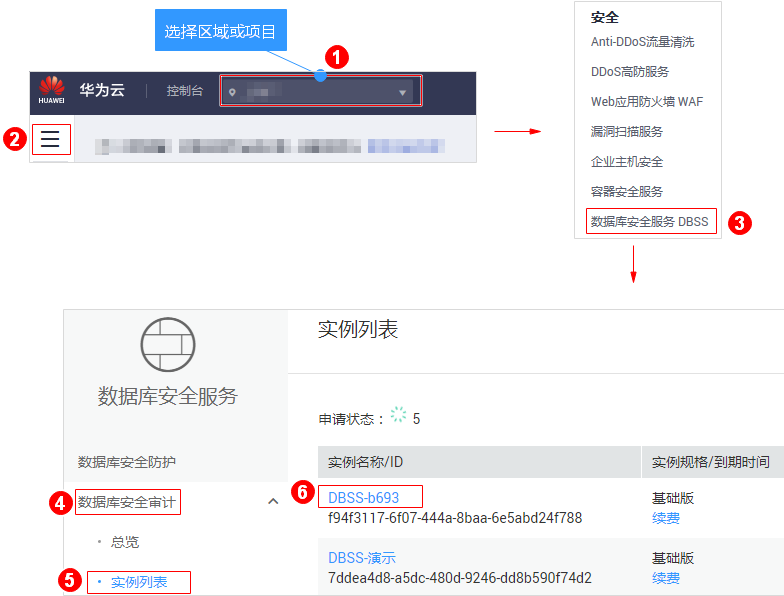 选择区域或项目
1
HUAWEI
华为云
控制台
2
安全
Anti-DDoS流量清洗
DDoS高防服务
Web应用防火墙 WAF
漏洞扫描服务
企业主机安全
容器安全服务
数据库安全服务 DBSS
3
数据库安全服务
数据库安全防护
4
数据库安全审计
· 总览
5
· 实例列表
实例列表
申请状态： 5
实例名称/ID 实例规格/到期时间
6
DBSS-b693 基础版
f94f3117-6f07-444a-8baa-6e5abd24f788 续费
DBSS-演示 基础版
7ddea4d8-a5dc-480d-9246-dd8b590f74d2 续费